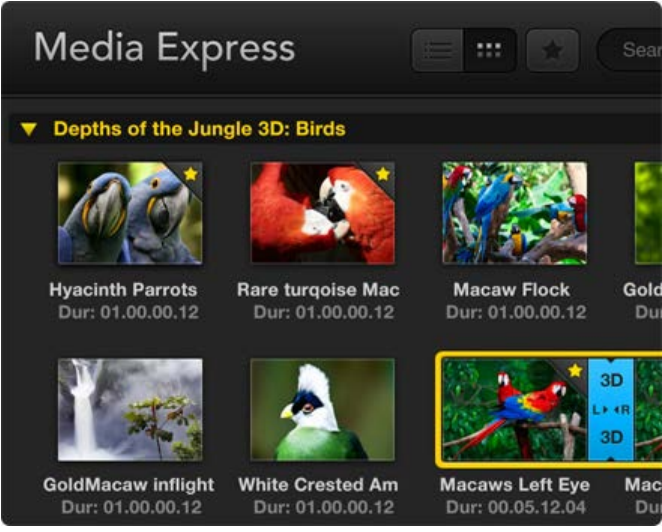 Media Express
Sear
Depths of the Jungle 3D: Birds
Hyacinth Parrots
Rare turqoise Mac
Macaw Flock
Gold
Dur: 01.00.00.12
Dur: 01.00.00.12
Dur: 01.00.00.12
Du
3D
L R
3D
GoldMacaw inflight
White Crested Am
Macaws Left Eye
Mac
Dur: 01.00.00.12
Dur: 01.00.00.12
Dur: 00.05.12.04
Du